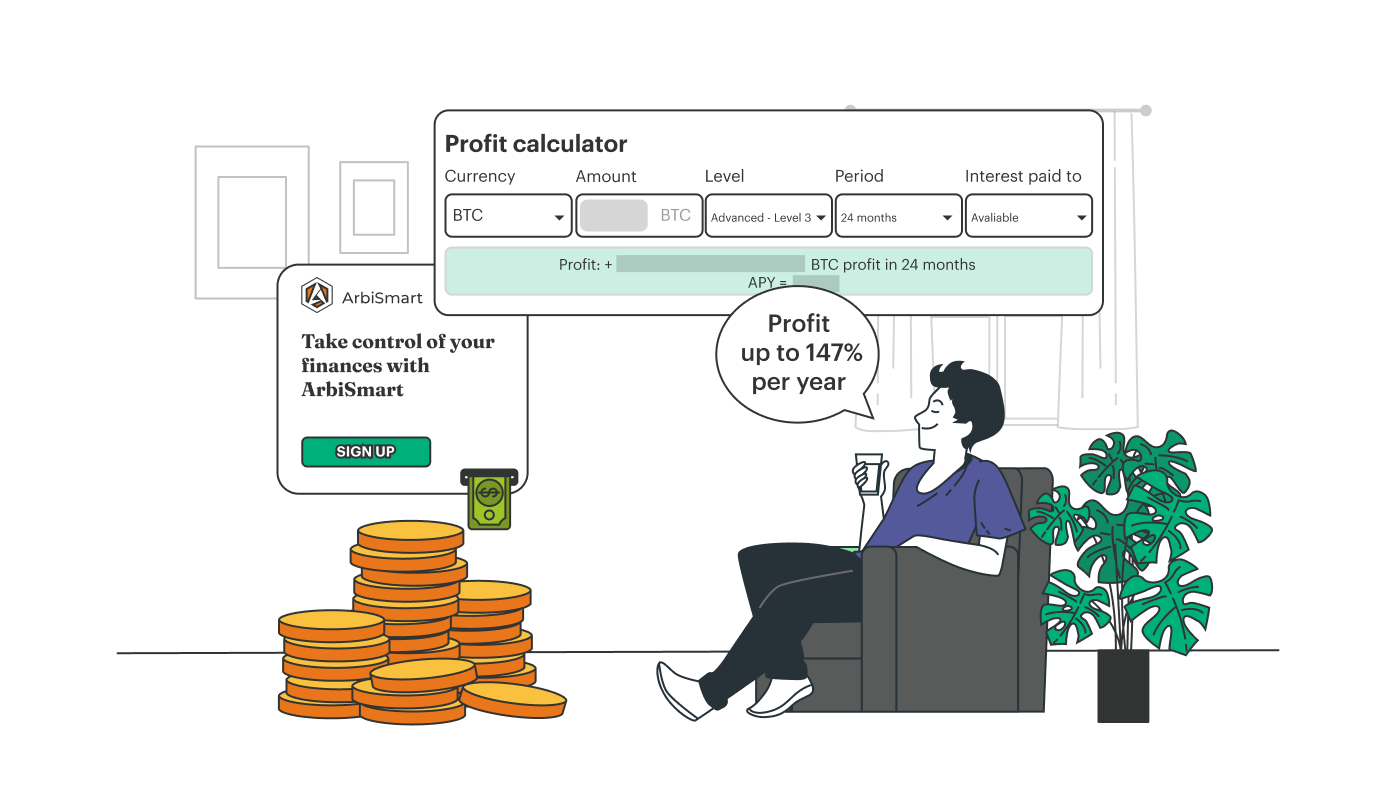 Profit calculator
Currency Amount Level Period Interest paid to
BTC BTC Advanced - Level 3 24 months Avaliable
Profit: + BTC profit in 24 months
APY =
ArbiSmart
Take control of your
finances with
ArbiSmart
SIGN UP
Profit
up to 147%
per year